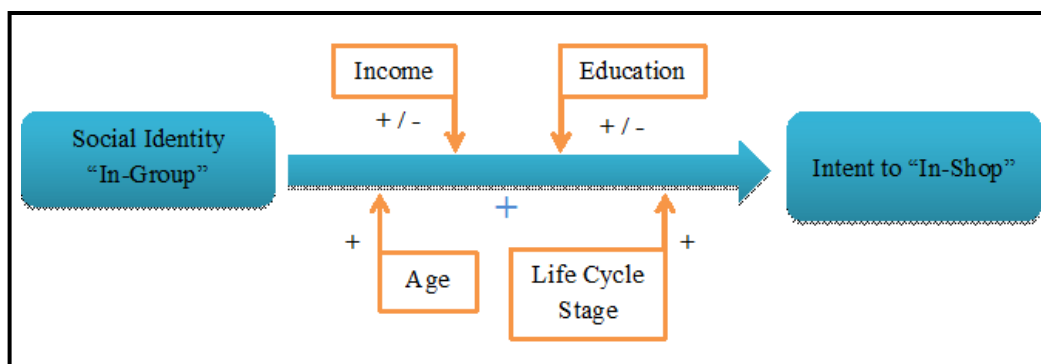 Income
Education
+ / -
+ / -
Social Identity
“In-Group”
Intent to “In-Shop”
+
+
+
Age
Life Cycle
Stage